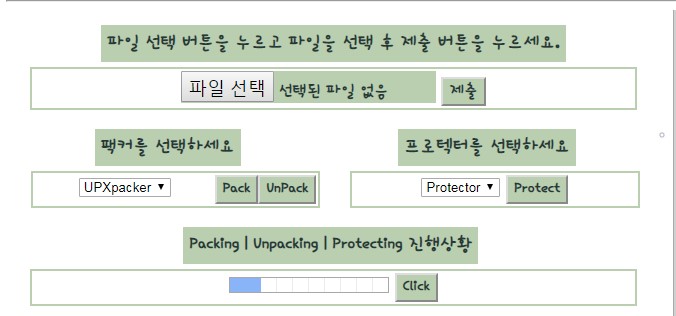 파일 선택 버튼을 누르고 파일을 선택 후 제출 버튼을 누르세요.
파일 선택 선택된 파일 없음 제출
팩커를 선택하세요 프로텍터를 선택하세요
UPXpacker Pack UnPack Protector Protect
Packing | Unpacking | Protecting 진행상황
Click